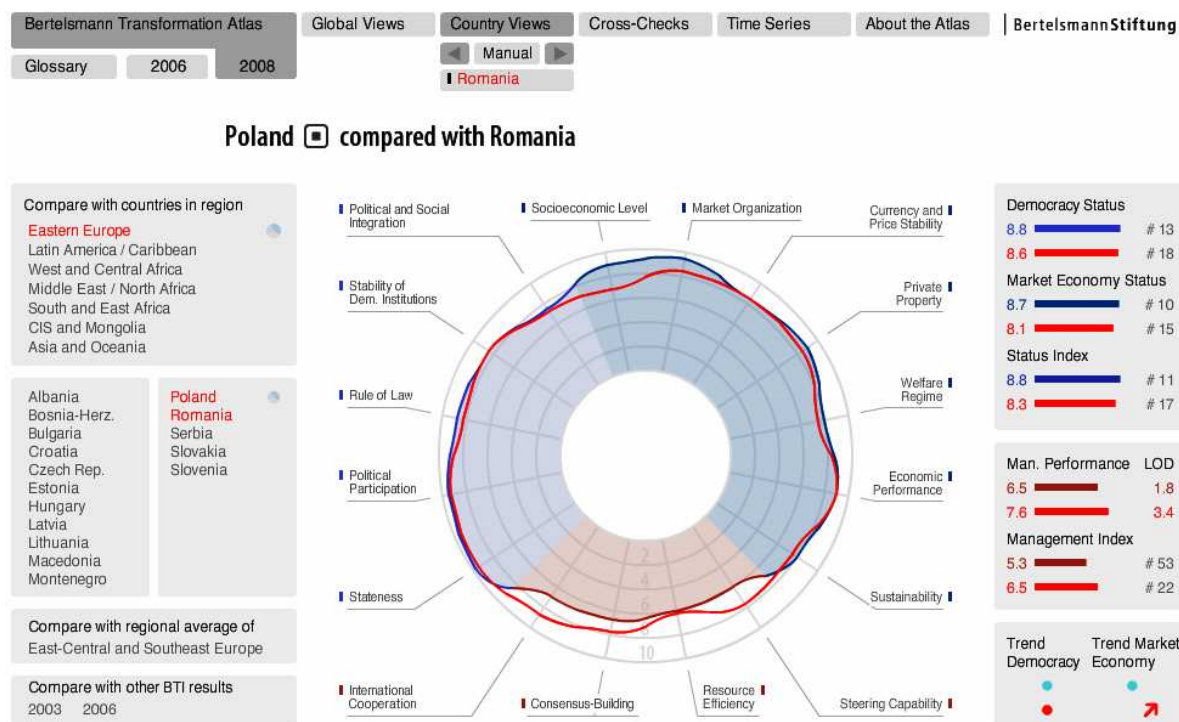 Bertelsmann Transformation Atlas
Global Views
Country Views
Cross-Checks
Time Series
About the Atlas
BertelsmannStiftung
Glossary
2006
2008
Manual
Romania
Poland compared with Romania
Compare with countries in region
Eastern Europe
Latin America / Caribbean
West and Central Africa
Middle East / North Africa
South and East Africa
CIS and Mongolia
Asia and Oceania
Albania
Bosnia-Herz.
Bulgaria
Croatia
Czech Rep.
Estonia
Hungary
Latvia
Lithuania
Macedonia
Montenegro
Poland
Romania
Serbia
Slovakia
Slovenia
Compare with regional average of
East-Central and Southeast Europe
Compare with other BTI results
2003 2006
Political and Social
Integration
Socioeconomic Level
Market Organization
Currency and
Price Stability
Stability of
Dem. Institutions
Private
Property
Rule of Law
Welfare
Regime
Political
Participation
Economic
Performance
Stateness
Sustainability
International
Cooperation
Consensus-Building
Resource
Efficiency
Steering Capability
2
4
6
8
10
Democracy Status
8.8 # 13
8.6 # 18
Market Economy Status
8.7 # 10
8.1 # 15
Status Index
8.8 # 11
8.3 # 17
Man. Performance LOD
6.5 1.8
7.6 3.4
Management Index
5.3 # 53
6.5 # 22
Trend
Democracy
Trend Market
Economy